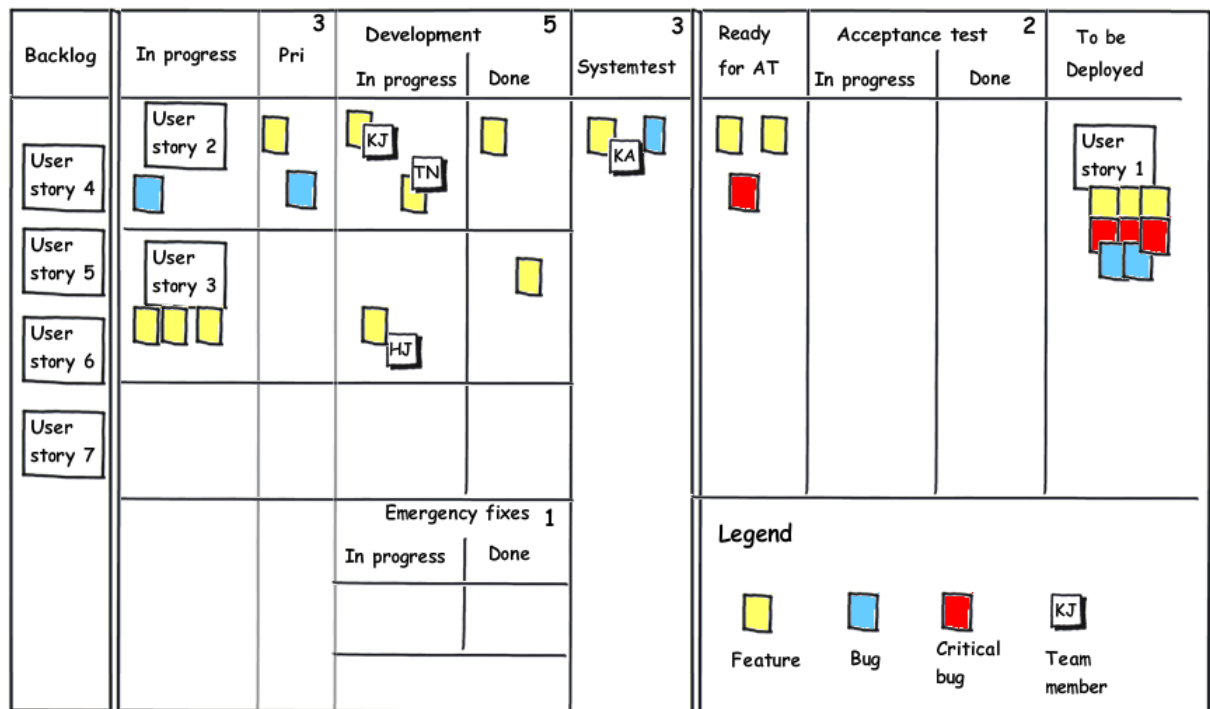 Backlog
In progress
3
Pri
Development
5
In progress
Done
3
Systemtest
Ready
for AT
Acceptance test
2
In progress
Done
To be
Deployed
User
story 4
User
story 5
User
story 6
User
story 7
User
story 2
KJ
TN
KA
User
story 1
User
story 3
HJ
Emergency fixes 1
In progress
Done
Legend
Feature
Bug
Critical
bug
KJ
Team
member